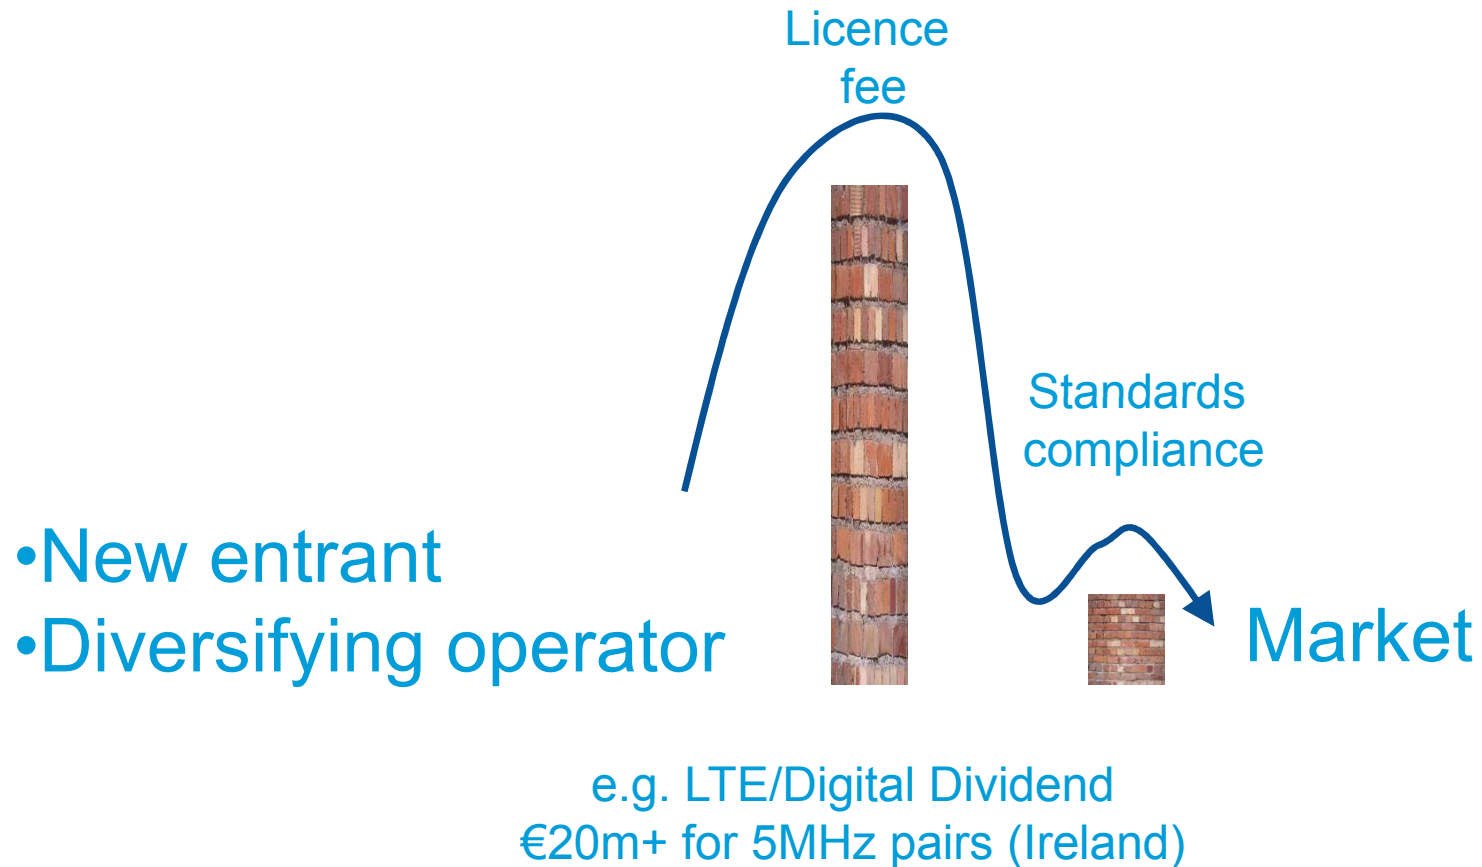 Licence
fee
Standards
compliance
•New entrant
•Diversifying operator
Market
e.g. LTE/Digital Dividend
€20m+ for 5MHz pairs (Ireland)